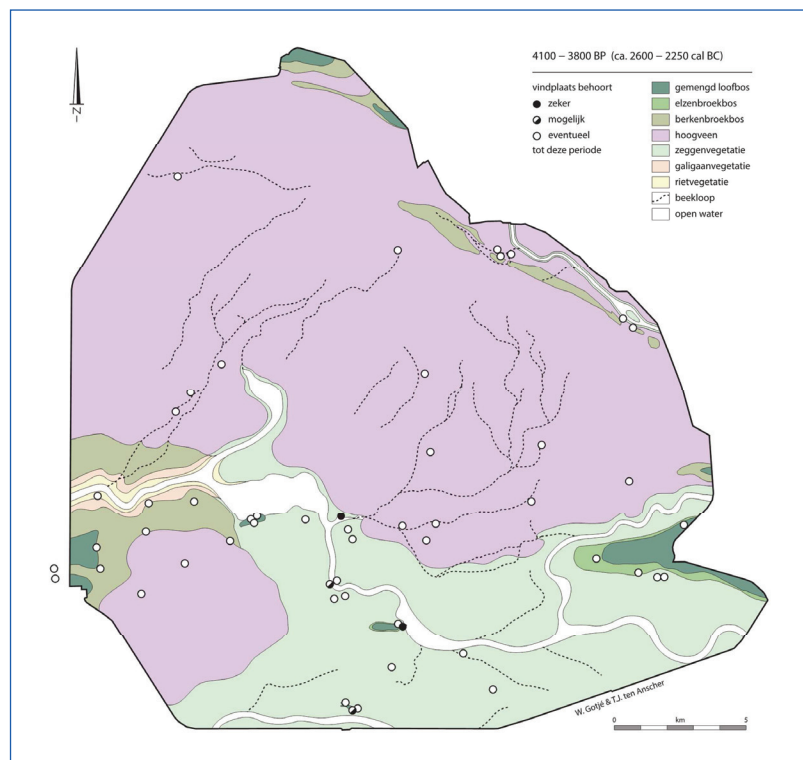 4100 – 3800 BP (ca. 2600 – 2250 cal BC)
vindplaats behoort
zeker
mogelijk
eventueel
tot deze periode
gemengd loofbos
elzenbroekbos
berkenbroekbos
hoogveen
zeggenvegetatie
galigaanvegetatie
rietvegetatie
beekloop
open water
N
W. Gotjé & T.J. ten Anscher
0 km 5